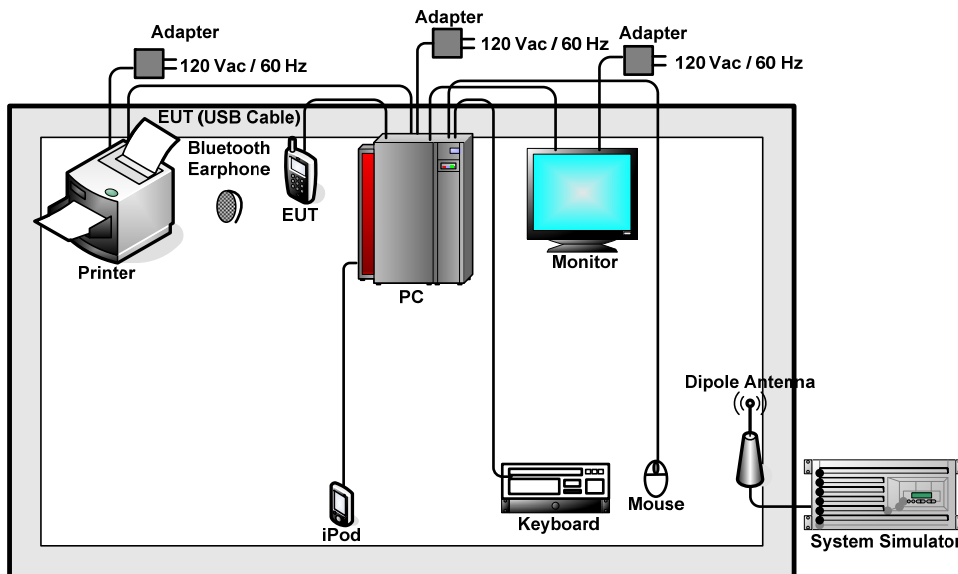 Adapter
120 Vac / 60 Hz
Adapter
120 Vac / 60 Hz
Adapter
120 Vac / 60 Hz
EUT (USB Cable)
Bluetooth
Earphone
EUT
Printer
PC
Monitor
Dipole Antenna
iPod
Keyboard
Mouse
System Simulator